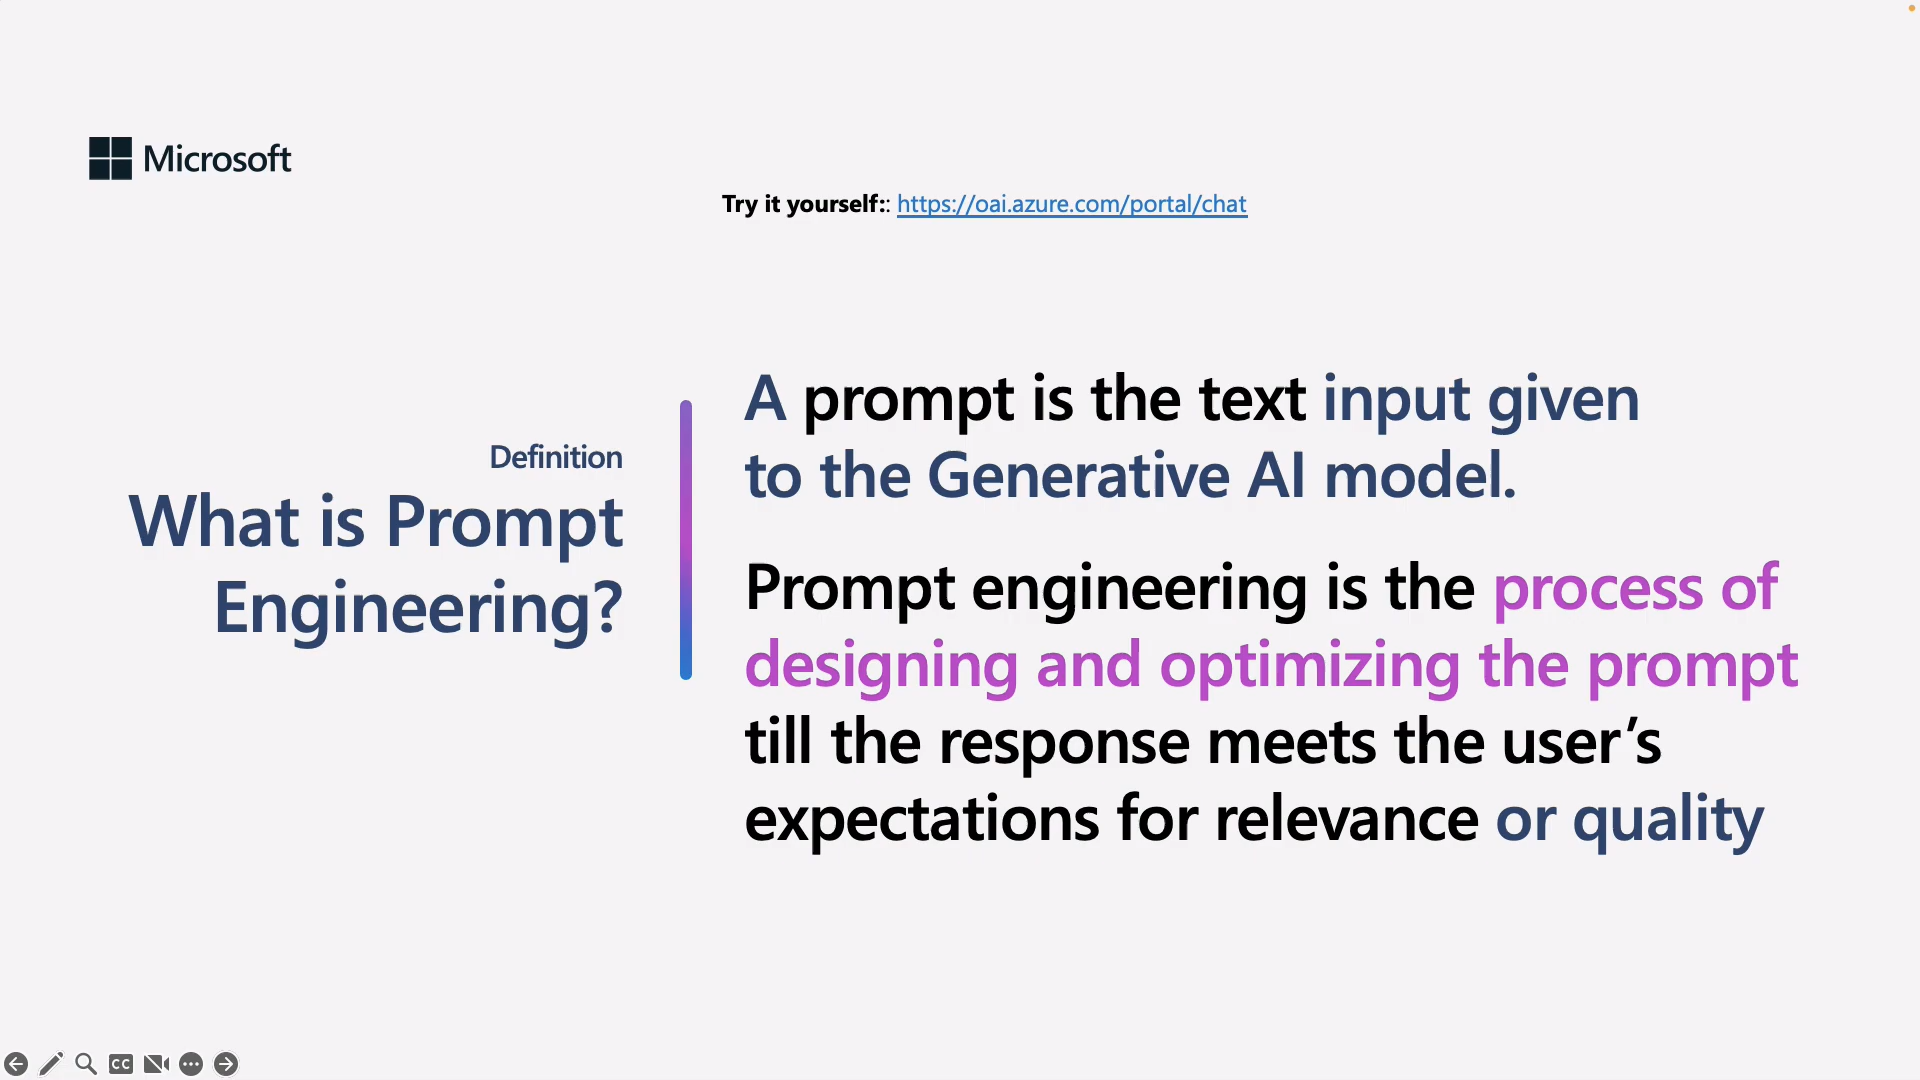 Microsoft
Try it yourself:: https://oai.azure.com/portal/chat
Definition
What is Prompt
Engineering?
A prompt is the text input given
to the Generative AI model.
Prompt engineering is the process of
designing and optimizing the prompt
till the response meets the user’s
expectations for relevance or quality
CC